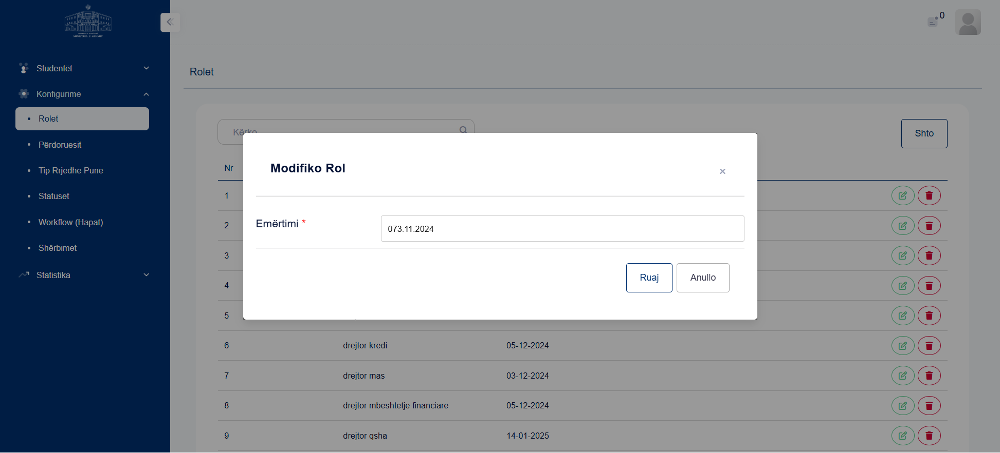 MINISTRIA E ARSIMIT
0
Studentët
Konfigurime
Rolet
Përdoruesit
Tip Rrjedhë Pune
Statuset
Workflow (Hapat)
Shërbimet
Statistika
Rolet
Kërko
Shto
Nr
Modifiko Rol
×
Emërtimi *
073.11.2024
Ruaj
Anullo
1
2
3
4
5
6 drejtor kredi 05-12-2024
7 drejtor mas 03-12-2024
8 drejtor mbeshtetje financiare 05-12-2024
9 drejtor qsha 14-01-2025